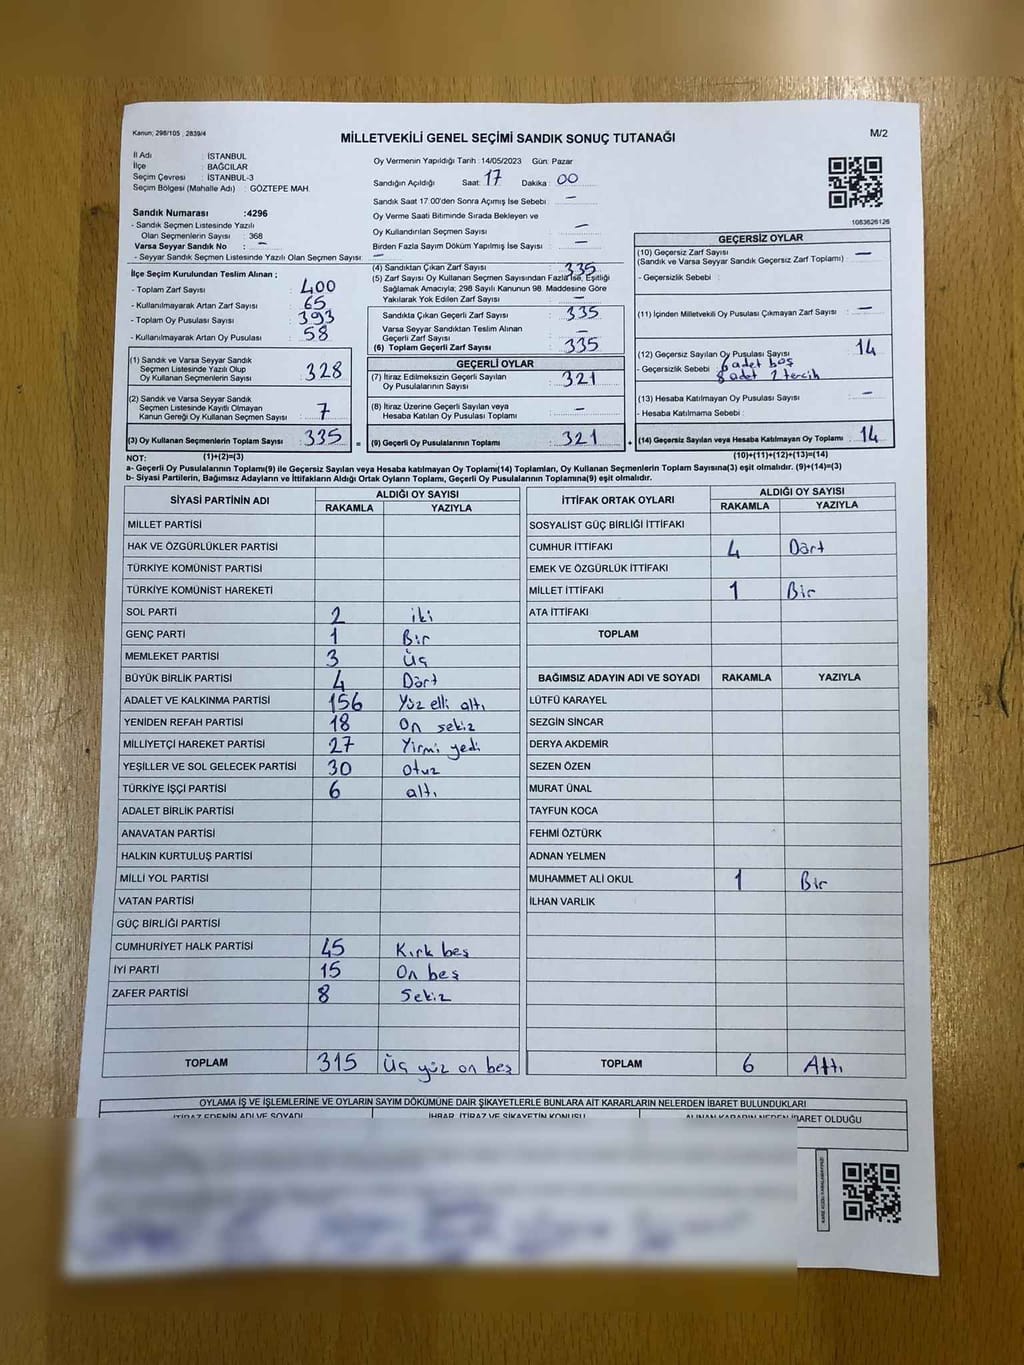 Kanun; 298/105 , 2839/4
MİLLETVEKİLİ GENEL SEÇİMİ SANDIK SONUÇ TUTANAĞI
M/2
İl Adı : İSTANBUL
İlçe : BAĞCILAR
Seçim Çevresi : İSTANBUL-3
Seçim Bölgesi (Mahalle Adı) : GÖZTEPE MAH.
Sandık Numarası :4296
- Sandık Seçmen Listesinde Yazılı
Olan Seçmenlerin Sayısı : 368
Varsa Seyyar Sandık No : —
- Seyyar Sandık Seçmen Listesinde Yazılı Olan Seçmen Sayısı: —
Oy Vermenin Yapıldığı Tarih : 14/05/2023 Gün: Pazar
Sandığın Açıldığı Saat: 17 Dakika : 00
Sandık Saat 17.00'den Sonra Açımış İse Sebebi : —
Oy Verme Saati Bitiminde Sırada Bekleyen ve
Oy Kullandırılan Seçmen Sayısı : —
Birden Fazla Sayım Döküm Yapılmış İse Sayısı : —
1083626126
İlçe Seçim Kurulundan Teslim Alınan ;
- Toplam Zarf Sayısı : 400
- Kullanılmayarak Artan Zarf Sayısı : 65
- Toplam Oy Pusulası Sayısı : 393
- Kullanılmayarak Artan Oy Pusulası : 58
(4) Sandıktan Çıkan Zarf Sayısı : 335
(5) Zarf Sayısı Oy Kullanan Seçmen Sayısından Fazla İse, Eşitliği
Sağlamak Amacıyla; 298 Sayılı Kanunun 98. Maddesine Göre
Yakılarak Yok Edilen Zarf Sayısı : —
Sandıkla Çıkan Geçerli Zarf Sayısı : 335
Varsa Seyyar Sandıktan Teslim Alınan
Geçerli Zarf Sayısı : —
(6) Toplam Geçerli Zarf Sayısı : 335
GEÇERSİZ OYLAR
(10) Geçersiz Zarf Sayısı : —
(Sandık ve Varsa Seyyar Sandık Geçersiz Zarf Toplamı)
- Geçersizlik Sebebi :
(11) İçinden Milletvekili Oy Pusulası Çıkmayan Zarf Sayısı : —
(12) Geçersiz Sayılan Oy Pusulası Sayısı : 14
- Geçersizlik Sebebi : 6 adet boş
8 adet 2 tercih
(13) Hesaba Katılmayan Oy Pusulası Sayısı : —
- Hesaba Katılmama Sebebi :
(1) Sandık ve Varsa Seyyar Sandık
Seçmen Listesinde Yazılı Olup
Oy Kullanan Seçmenlerin Sayısı : 328
(2) Sandık ve Varsa Seyyar Sandık
Seçmen Listesinde Kayıtlı Olmayan
Kanun Gereği Oy Kullanan Seçmen Sayısı : 7
(3) Oy Kullanan Seçmenlerin Toplam Sayısı : 335
GEÇERLİ OYLAR
(7) İtiraz Edilmeksizin Geçerli Sayılan
Oy Pusulalarının Sayısı : 321
(8) İtiraz Üzerine Geçerli Sayılan veya
Hesaba Katılan Oy Pusulası Toplamı : —
= (9) Geçerli Oy Pusulalarının Toplamı : 321
+ (14) Geçersiz Sayılan veya Hesaba Katılmayan Oy Toplamı : 14
NOT: (1)+(2)=(3) (10)+(11)+(12)+(13)=(14)
a- Geçerli Oy Pusulalarının Toplamı(9) ile Geçersiz Sayılan veya Hesaba katılmayan Oy Toplamı(14) Toplamları, Oy Kullanan Seçmenlerin Toplam Sayısına(3) eşit olmalıdır. (9)+(14)=(3)
b- Siyasi Partilerin, Bağımsız Adayların ve İttifakların Aldığı Ortak Oyların Toplamı, Geçerli Oy Pusulalarının Toplamına(9) eşit olmalıdır.
SİYASİ PARTİNİN ADI ALDIĞI OY SAYISI
RAKAMLA YAZIYLA
MİLLET PARTİSİ
HAK VE ÖZGÜRLÜKLER PARTİSİ
TÜRKİYE KOMÜNİST PARTİSİ
TÜRKİYE KOMÜNİST HAREKETİ
SOL PARTİ 2 iki
GENÇ PARTİ 1 Bir
MEMLEKET PARTİSİ 3 Üç
BÜYÜK BİRLİK PARTİSİ 4 Dört
ADALET VE KALKINMA PARTİSİ 156 Yüz elli altı
YENİDEN REFAH PARTİSİ 18 On sekiz
MİLLİYETÇİ HAREKET PARTİSİ 27 Yirmi yedi
YEŞİLLER VE SOL GELECEK PARTİSİ 30 otuz
TÜRKİYE İŞÇİ PARTİSİ 6 altı
ADALET BİRLİK PARTİSİ
ANAVATAN PARTİSİ
HALKIN KURTULUŞ PARTİSİ
MİLLİ YOL PARTİSİ
VATAN PARTİSİ
GÜÇ BİRLİĞİ PARTİSİ
CUMHURİYET HALK PARTİSİ 45 Kırk beş
İYİ PARTİ 15 On beş
ZAFER PARTİSİ 8 Sekiz
TOPLAM 315 Üç yüz on beş
İTTİFAK ORTAK OYLARI ALDIĞI OY SAYISI
RAKAMLA YAZIYLA
SOSYALİST GÜÇ BİRLİĞİ İTTİFAKI
CUMHUR İTTİFAKI 4 Dört
EMEK VE ÖZGÜRLÜK İTTİFAKI
MİLLET İTTİFAKI 1 Bir
ATA İTTİFAKI
TOPLAM
BAĞIMSIZ ADAYIN ADI VE SOYADI RAKAMLA YAZIYLA
LÜTFÜ KARAYEL
SEZGİN SİNCAR
DERYA AKDEMİR
SEZEN ÖZEN
MURAT ÜNAL
TAYFUN KOCA
FEHMİ ÖZTÜRK
ADNAN YELMEN
MUHAMMET ALİ OKUL 1 Bir
İLHAN VARLIK
TOPLAM 6 Altı
OYLAMA İŞ VE İŞLEMLERİNE VE OYLARIN SAYIM DÖKÜMÜNE DAİR ŞİKAYETLERLE BUNLARA AİT KARARLARIN NELERDEN İBARET BULUNDUKLARI
İTİRAZ EDENİN ADI VE SOYADI İHBAR, İTİRAZ VE ŞİKAYETİN KONUSU ALINAN KARARIN NEDEN İBARET OLDUĞU